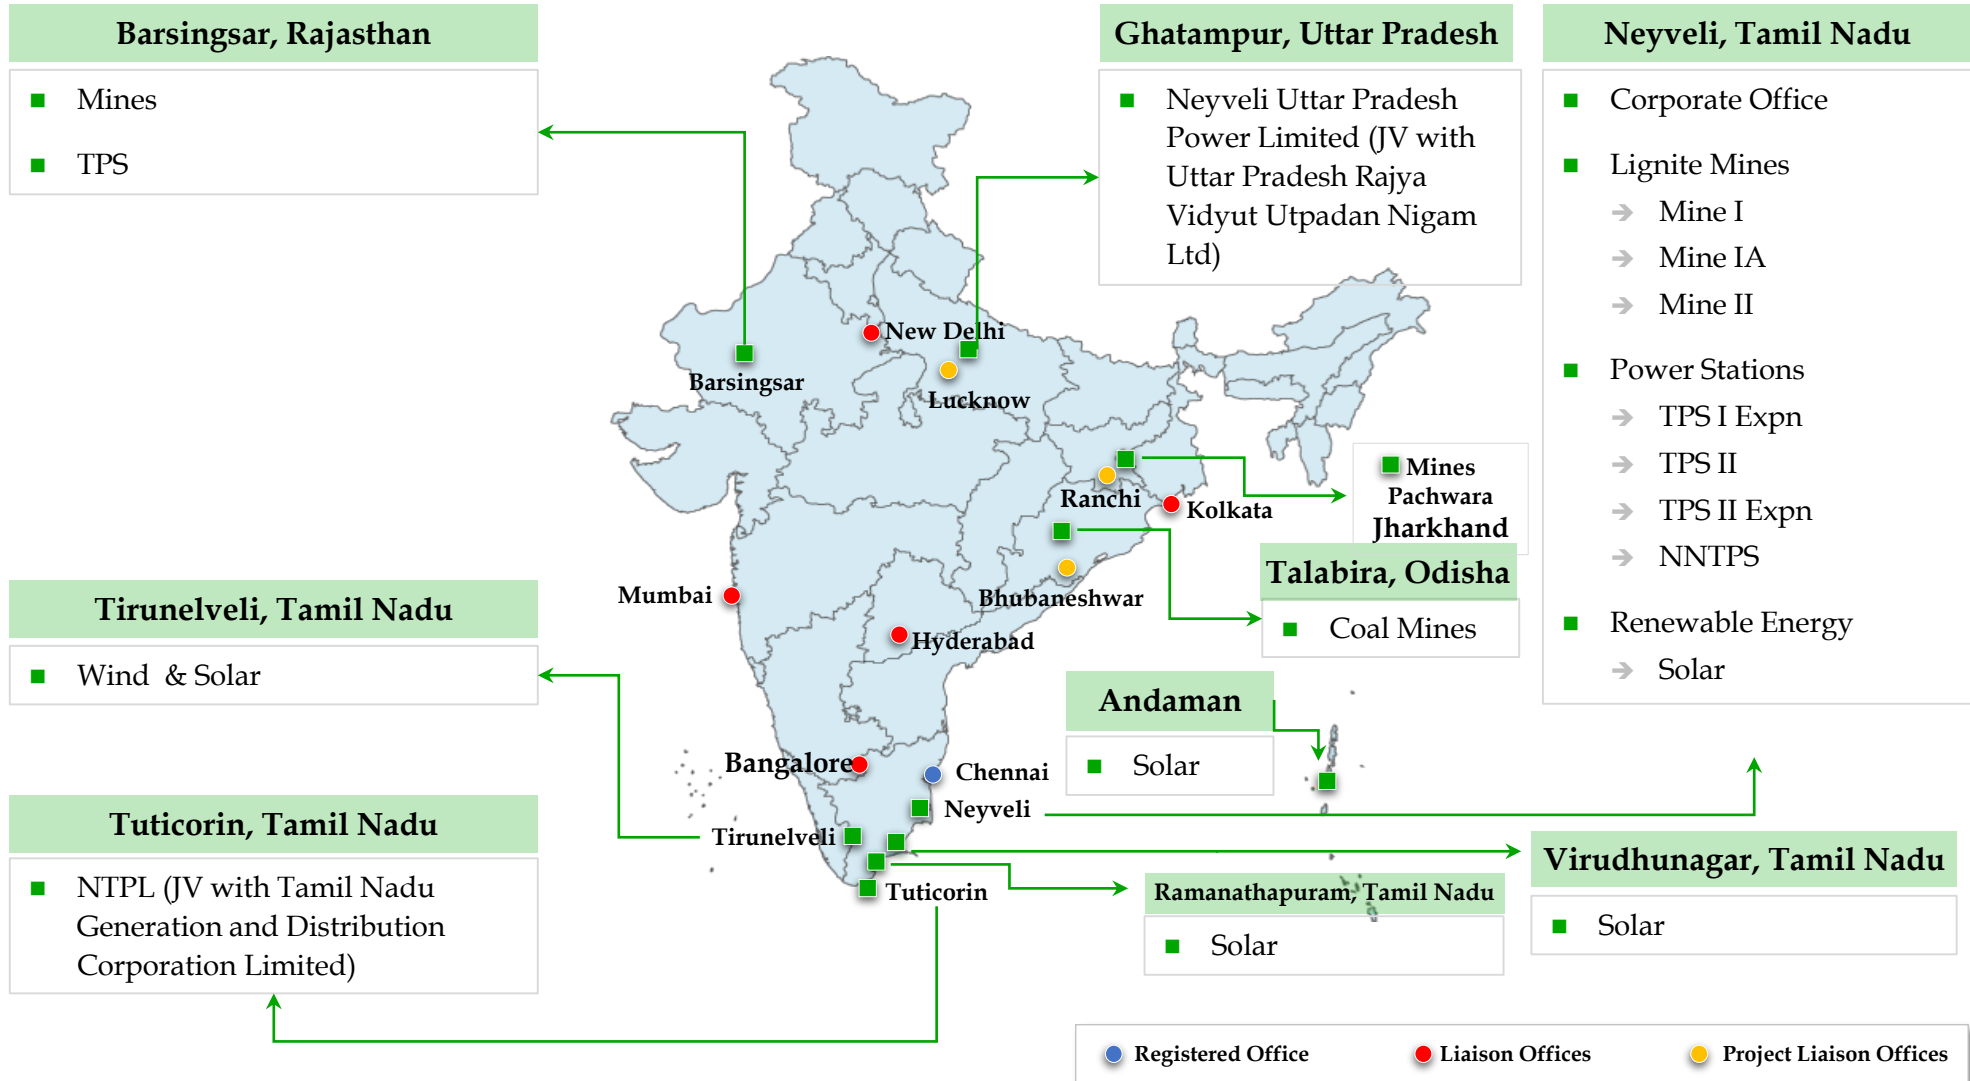 Barsingsar, Rajasthan
Mines
TPS
Ghatampur, Uttar Pradesh
Neyveli Uttar Pradesh
Power Limited (JV with
Uttar Pradesh Rajya
Vidyut Utpadan Nigam
Ltd)
Neyveli, Tamil Nadu
Corporate Office
Lignite Mines
Mine I
Mine IA
Mine II
Power Stations
TPS I Expn
TPS II
TPS II Expn
NNTPS
Renewable Energy
Solar
New Delhi
Barsingsar
Lucknow
Ranchi
Kolkata
Mines
Pachwara
Jharkhand
Talabira, Odisha
Coal Mines
Bhubaneshwar
Mumbai
Hyderabad
Tirunelveli, Tamil Nadu
Wind & Solar
Andaman
Solar
Bangalore
Chennai
Neyveli
Tirunelveli
Tuticorin
Tuticorin, Tamil Nadu
NTPL (JV with Tamil Nadu
Generation and Distribution
Corporation Limited)
Ramanathapuram, Tamil Nadu
Solar
Virudhunagar, Tamil Nadu
Solar
Registered Office
Liaison Offices
Project Liaison Offices